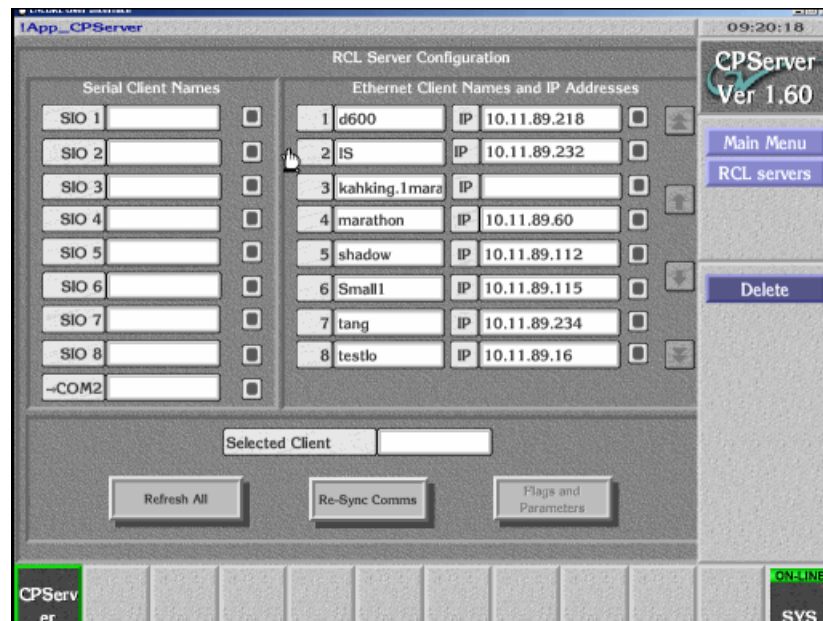 !App_CPServer
09:20:18
RCL Server Configuration
CPServer
Ver 1.60
Serial Client Names
Ethernet Client Names and IP Addresses
SIO 1
1 d600 IP 10.11.89.218
SIO 2
2 IS IP 10.11.89.232
SIO 3
3 kahking.1mara IP
SIO 4
4 marathon IP 10.11.89.60
SIO 5
5 shadow IP 10.11.89.112
SIO 6
6 Small1 IP 10.11.89.115
SIO 7
7 tang IP 10.11.89.234
SIO 8
8 testlo IP 10.11.89.16
COM2
Main Menu
RCL servers
Delete
Selected Client
Refresh All
Re-Sync Comms
Flags and
Parameters
CPServ
er
ON-LINE
SYS